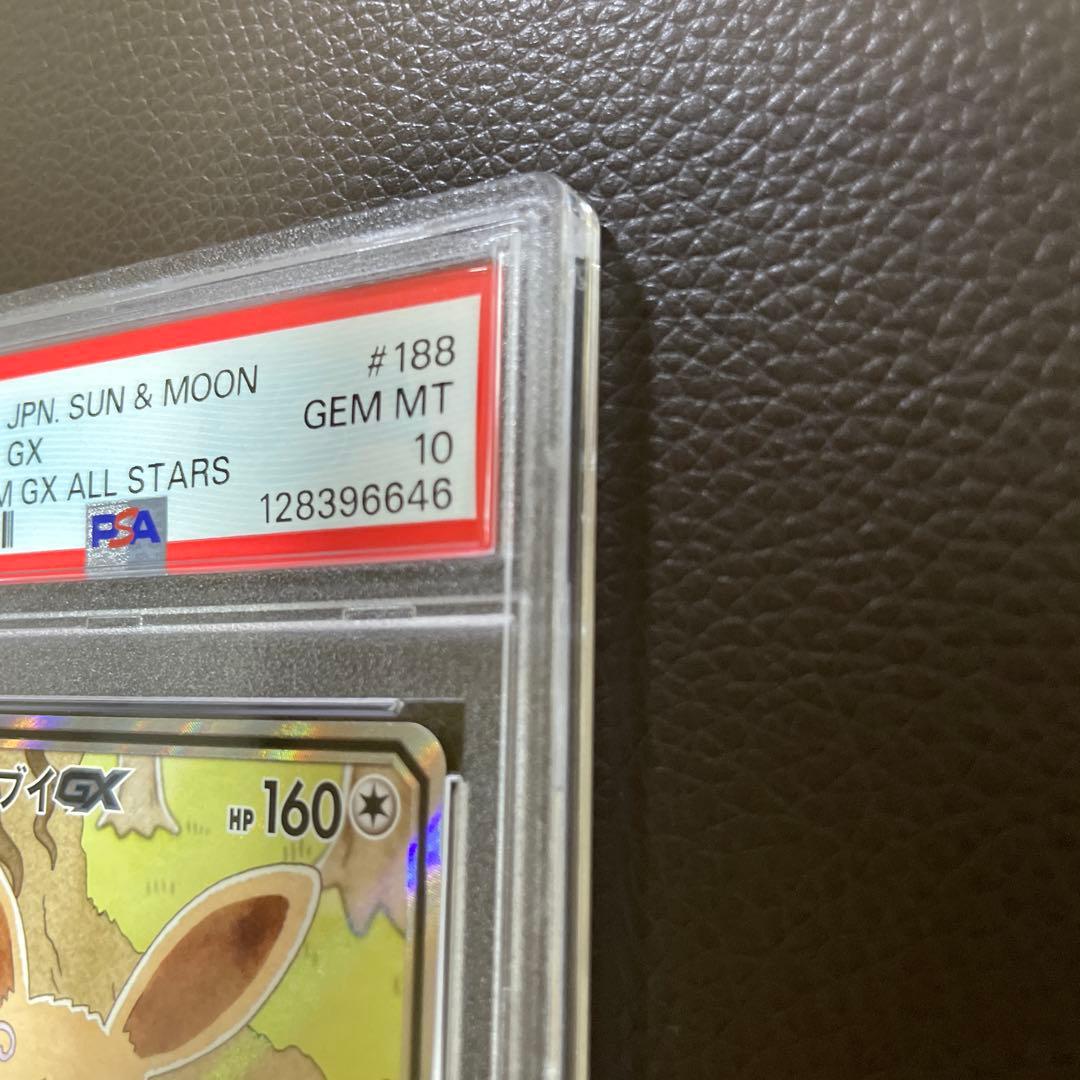 JPN. SUN & MOON #188
GX GEM MT
GX ALL STARS 10
PSA 128396646
ブイGX HP 160